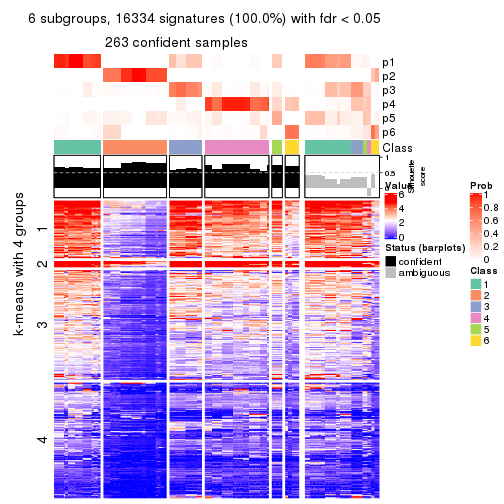 6 subgroups, 16334 signatures (100.0%) with fdr < 0.05
263 confident samples
p1
p2
p3
p4
p5
p6
Class
1
0.5
0
Silhouette
score
k-means with 4 groups
1
2
3
4
Value
6
4
2
0
Status (barplots)
confident
ambiguous
Prob
1
0.8
0.6
0.4
0.2
0
Class
1
2
3
4
5
6